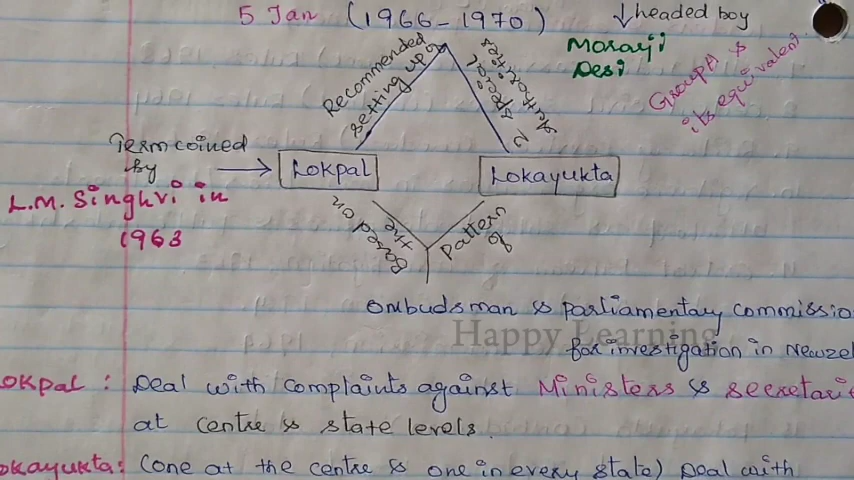 5 Jan (1966-1970) ↓ headed by
Morarji
Desi
Group A &
its equivalent
Recommended
setting up of
2 special
authorities
Term coined
by → Lokpal Lokayukta
L.M. Singhvi in
1963
Based on
the
Pattern
of
Ombudsman & parliamentary commissio
for investigation in Newzel
Happy Learning
okpal : Deal with complaints against Ministers & secretari
at centre & state levels.
okayukta: (one at the centre & one in every state) Deal with